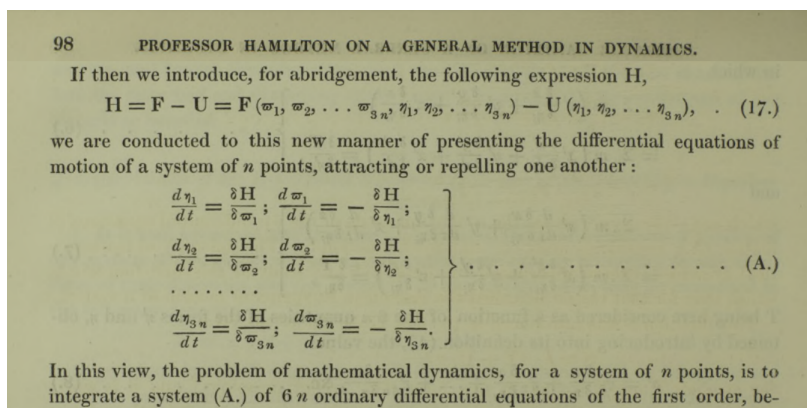 98 PROFESSOR HAMILTON ON A GENERAL METHOD IN DYNAMICS.
If then we introduce, for abridgement, the following expression H,
H = F − U = F (ϖ₁, ϖ₂, . . . ϖ₃ₙ, η₁, η₂, . . . η₃ₙ) − U (η₁, η₂, . . . η₃ₙ), . (17.)
we are conducted to this new manner of presenting the differential equations of
motion of a system of n points, attracting or repelling one another :
dη₁/dt = δH/δϖ₁; dϖ₁/dt = − δH/δη₁;
dη₂/dt = δH/δϖ₂; dϖ₂/dt = − δH/δη₂; . . . . . . . . . . . (A.)
. . . . . . . .
dη₃ₙ/dt = δH/δϖ₃ₙ; dϖ₃ₙ/dt = − δH/δη₃ₙ.
In this view, the problem of mathematical dynamics, for a system of n points, is to
integrate a system (A.) of 6 n ordinary differential equations of the first order, be-